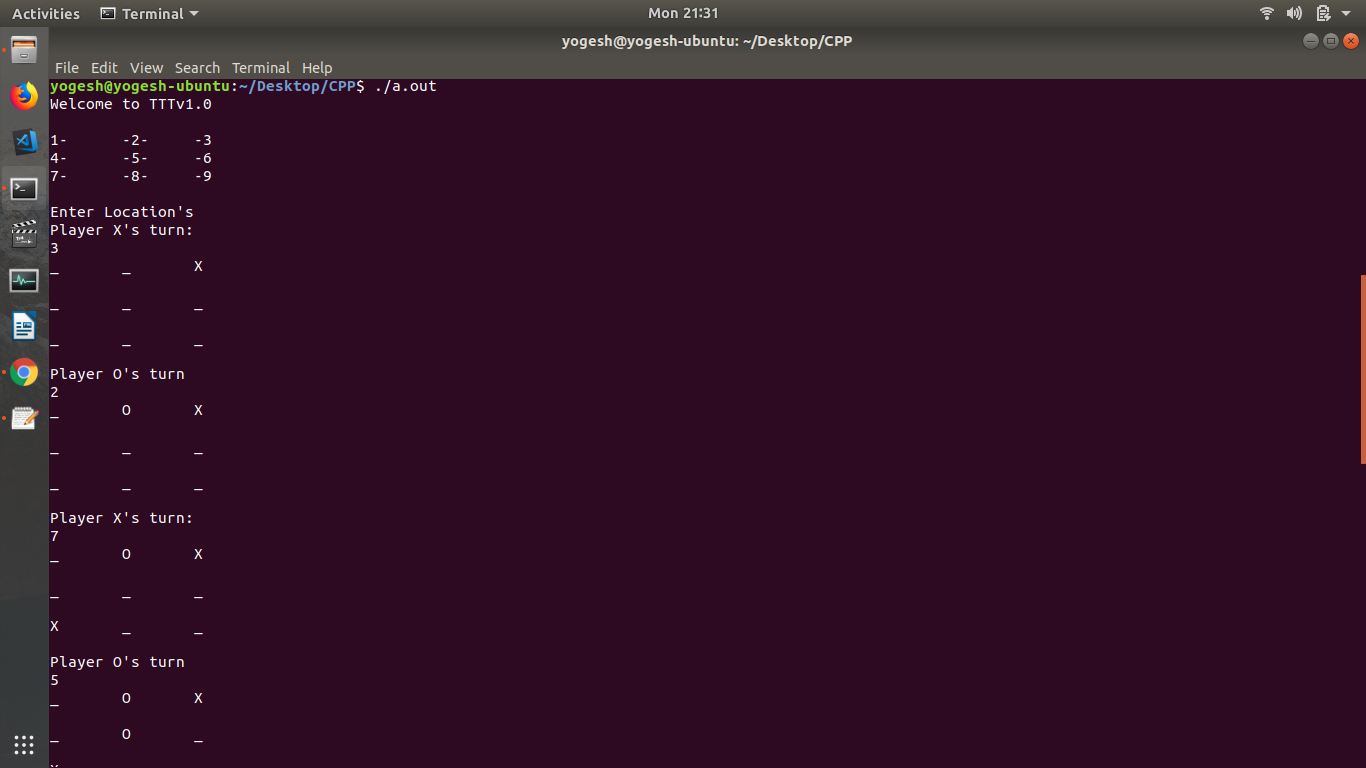 Activities Terminal Mon 21:31
yogesh@yogesh-ubuntu: ~/Desktop/CPP
File Edit View Search Terminal Help
yogesh@yogesh-ubuntu:~/Desktop/CPP$ ./a.out
Welcome to TTTv1.0
1- -2- -3
4- -5- -6
7- -8- -9
Enter Location's
Player X's turn:
3
_ _ X
_ _ _
_ _ _
Player O's turn
2
_ O X
_ _ _
_ _ _
Player X's turn:
7
_ O X
_ _ _
X _ _
Player O's turn
5
_ O X
_ O _